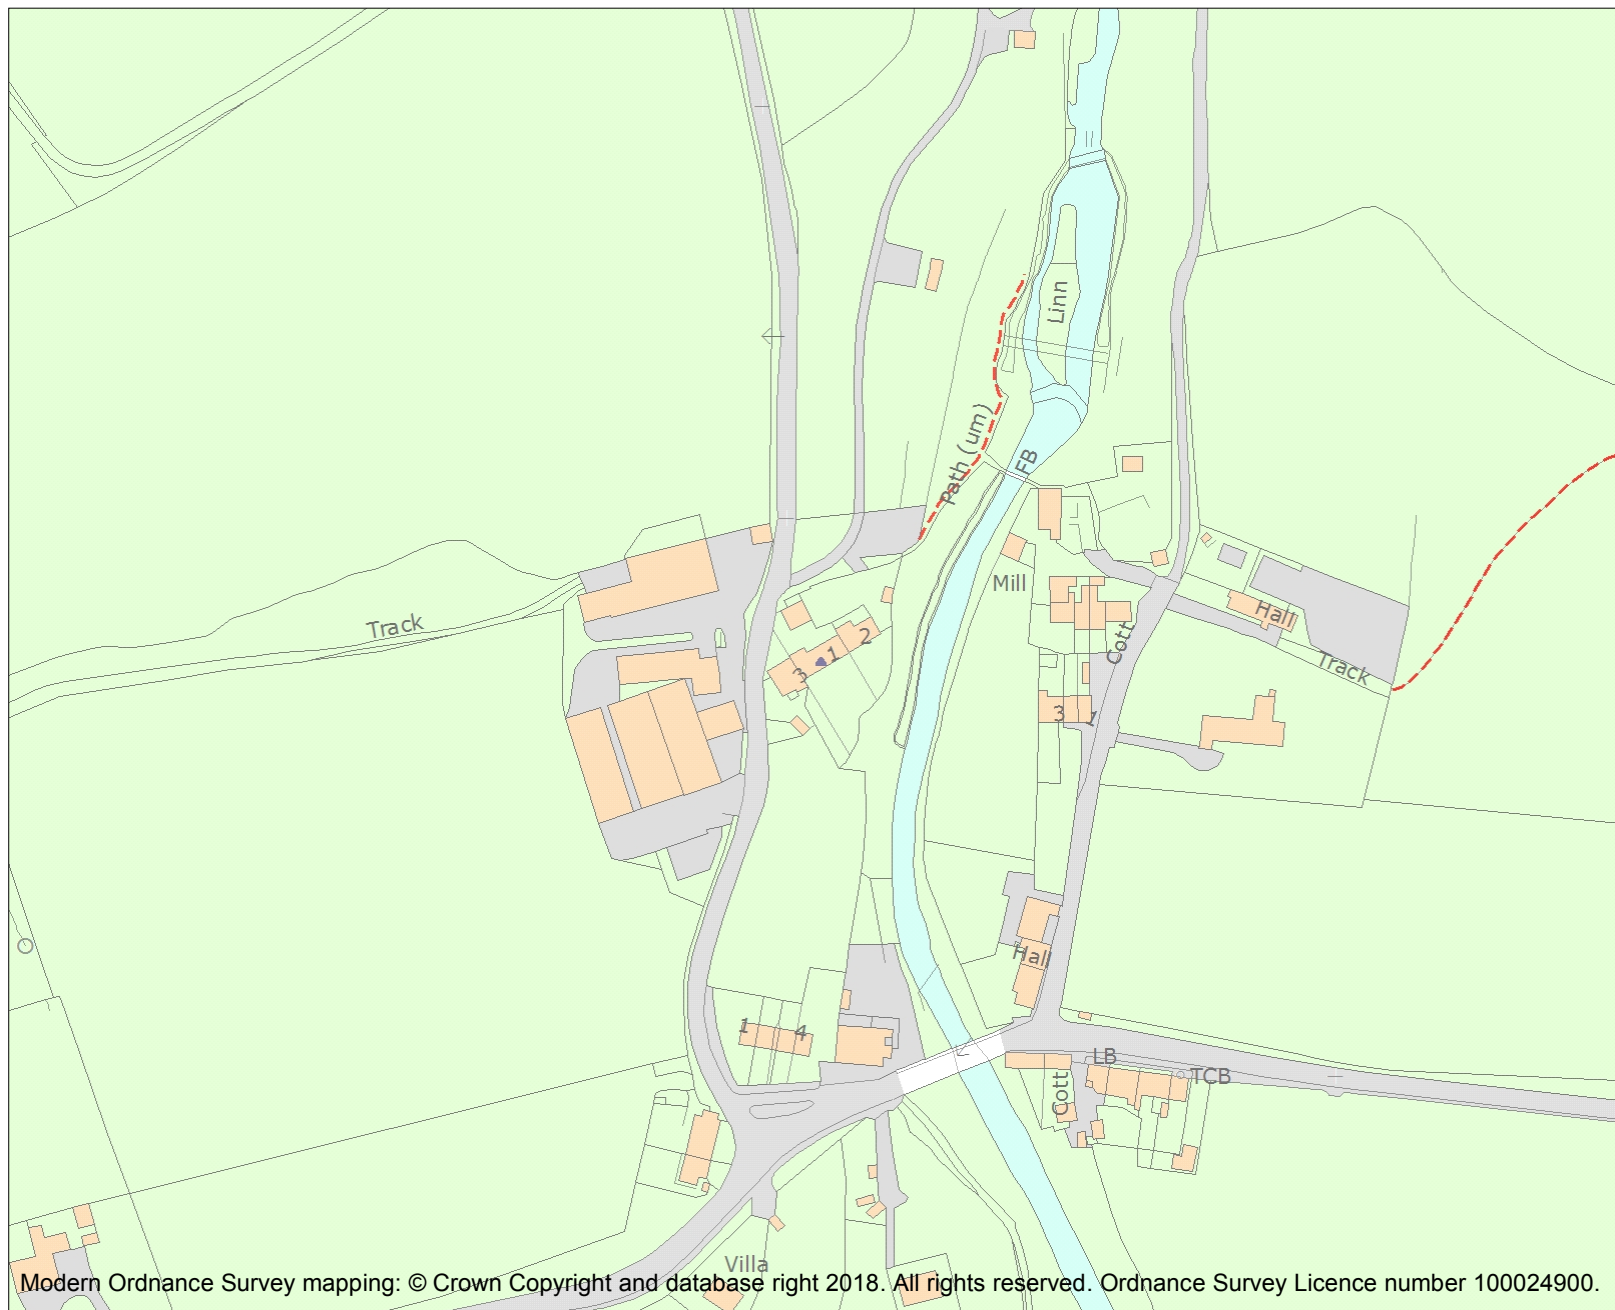 Linn
Path (um)
FB
Mill
Hall
Track
Cott
Track
2
1
3
3
1
Hall
1
4
LB
TCB
Cott
Villa
Modern Ordnance Survey mapping: © Crown Copyright and database right 2018. All rights reserved. Ordnance Survey Licence number 100024900.